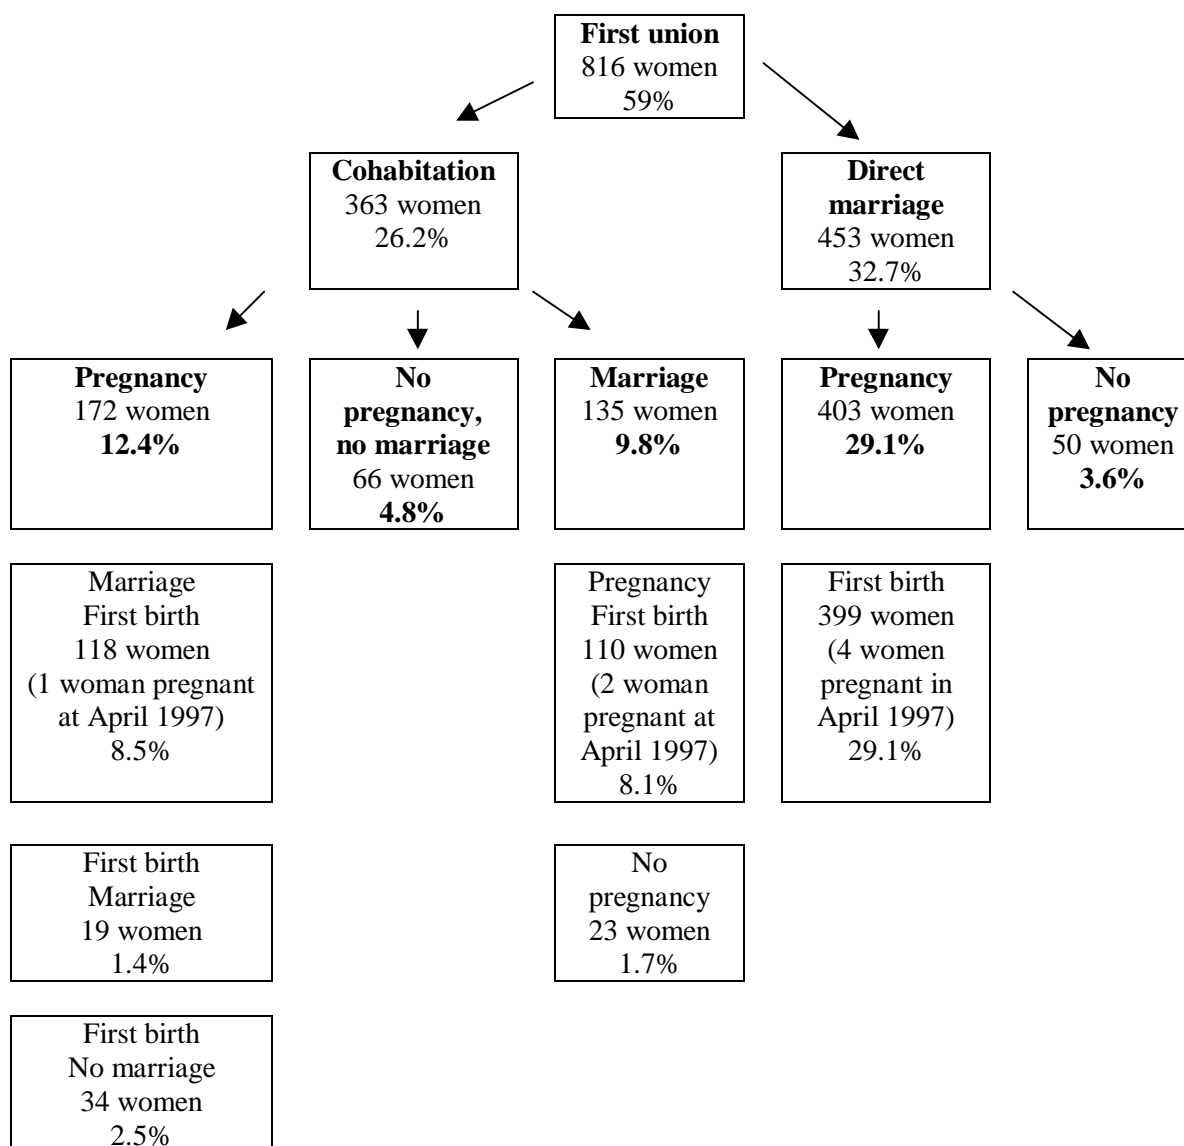 First union
816 women
59%
Cohabitation
363 women
26.2%
Direct
marriage
453 women
32.7%
Pregnancy
172 women
12.4%
No
pregnancy,
no marriage
66 women
4.8%
Marriage
135 women
9.8%
Pregnancy
403 women
29.1%
No
pregnancy
50 women
3.6%
Marriage
First birth
118 women
(1 woman pregnant
at April 1997)
8.5%
Pregnancy
First birth
110 women
(2 woman
pregnant at
April 1997)
8.1%
First birth
399 women
(4 women
pregnant in
April 1997)
29.1%
First birth
Marriage
19 women
1.4%
No
pregnancy
23 women
1.7%
First birth
No marriage
34 women
2.5%